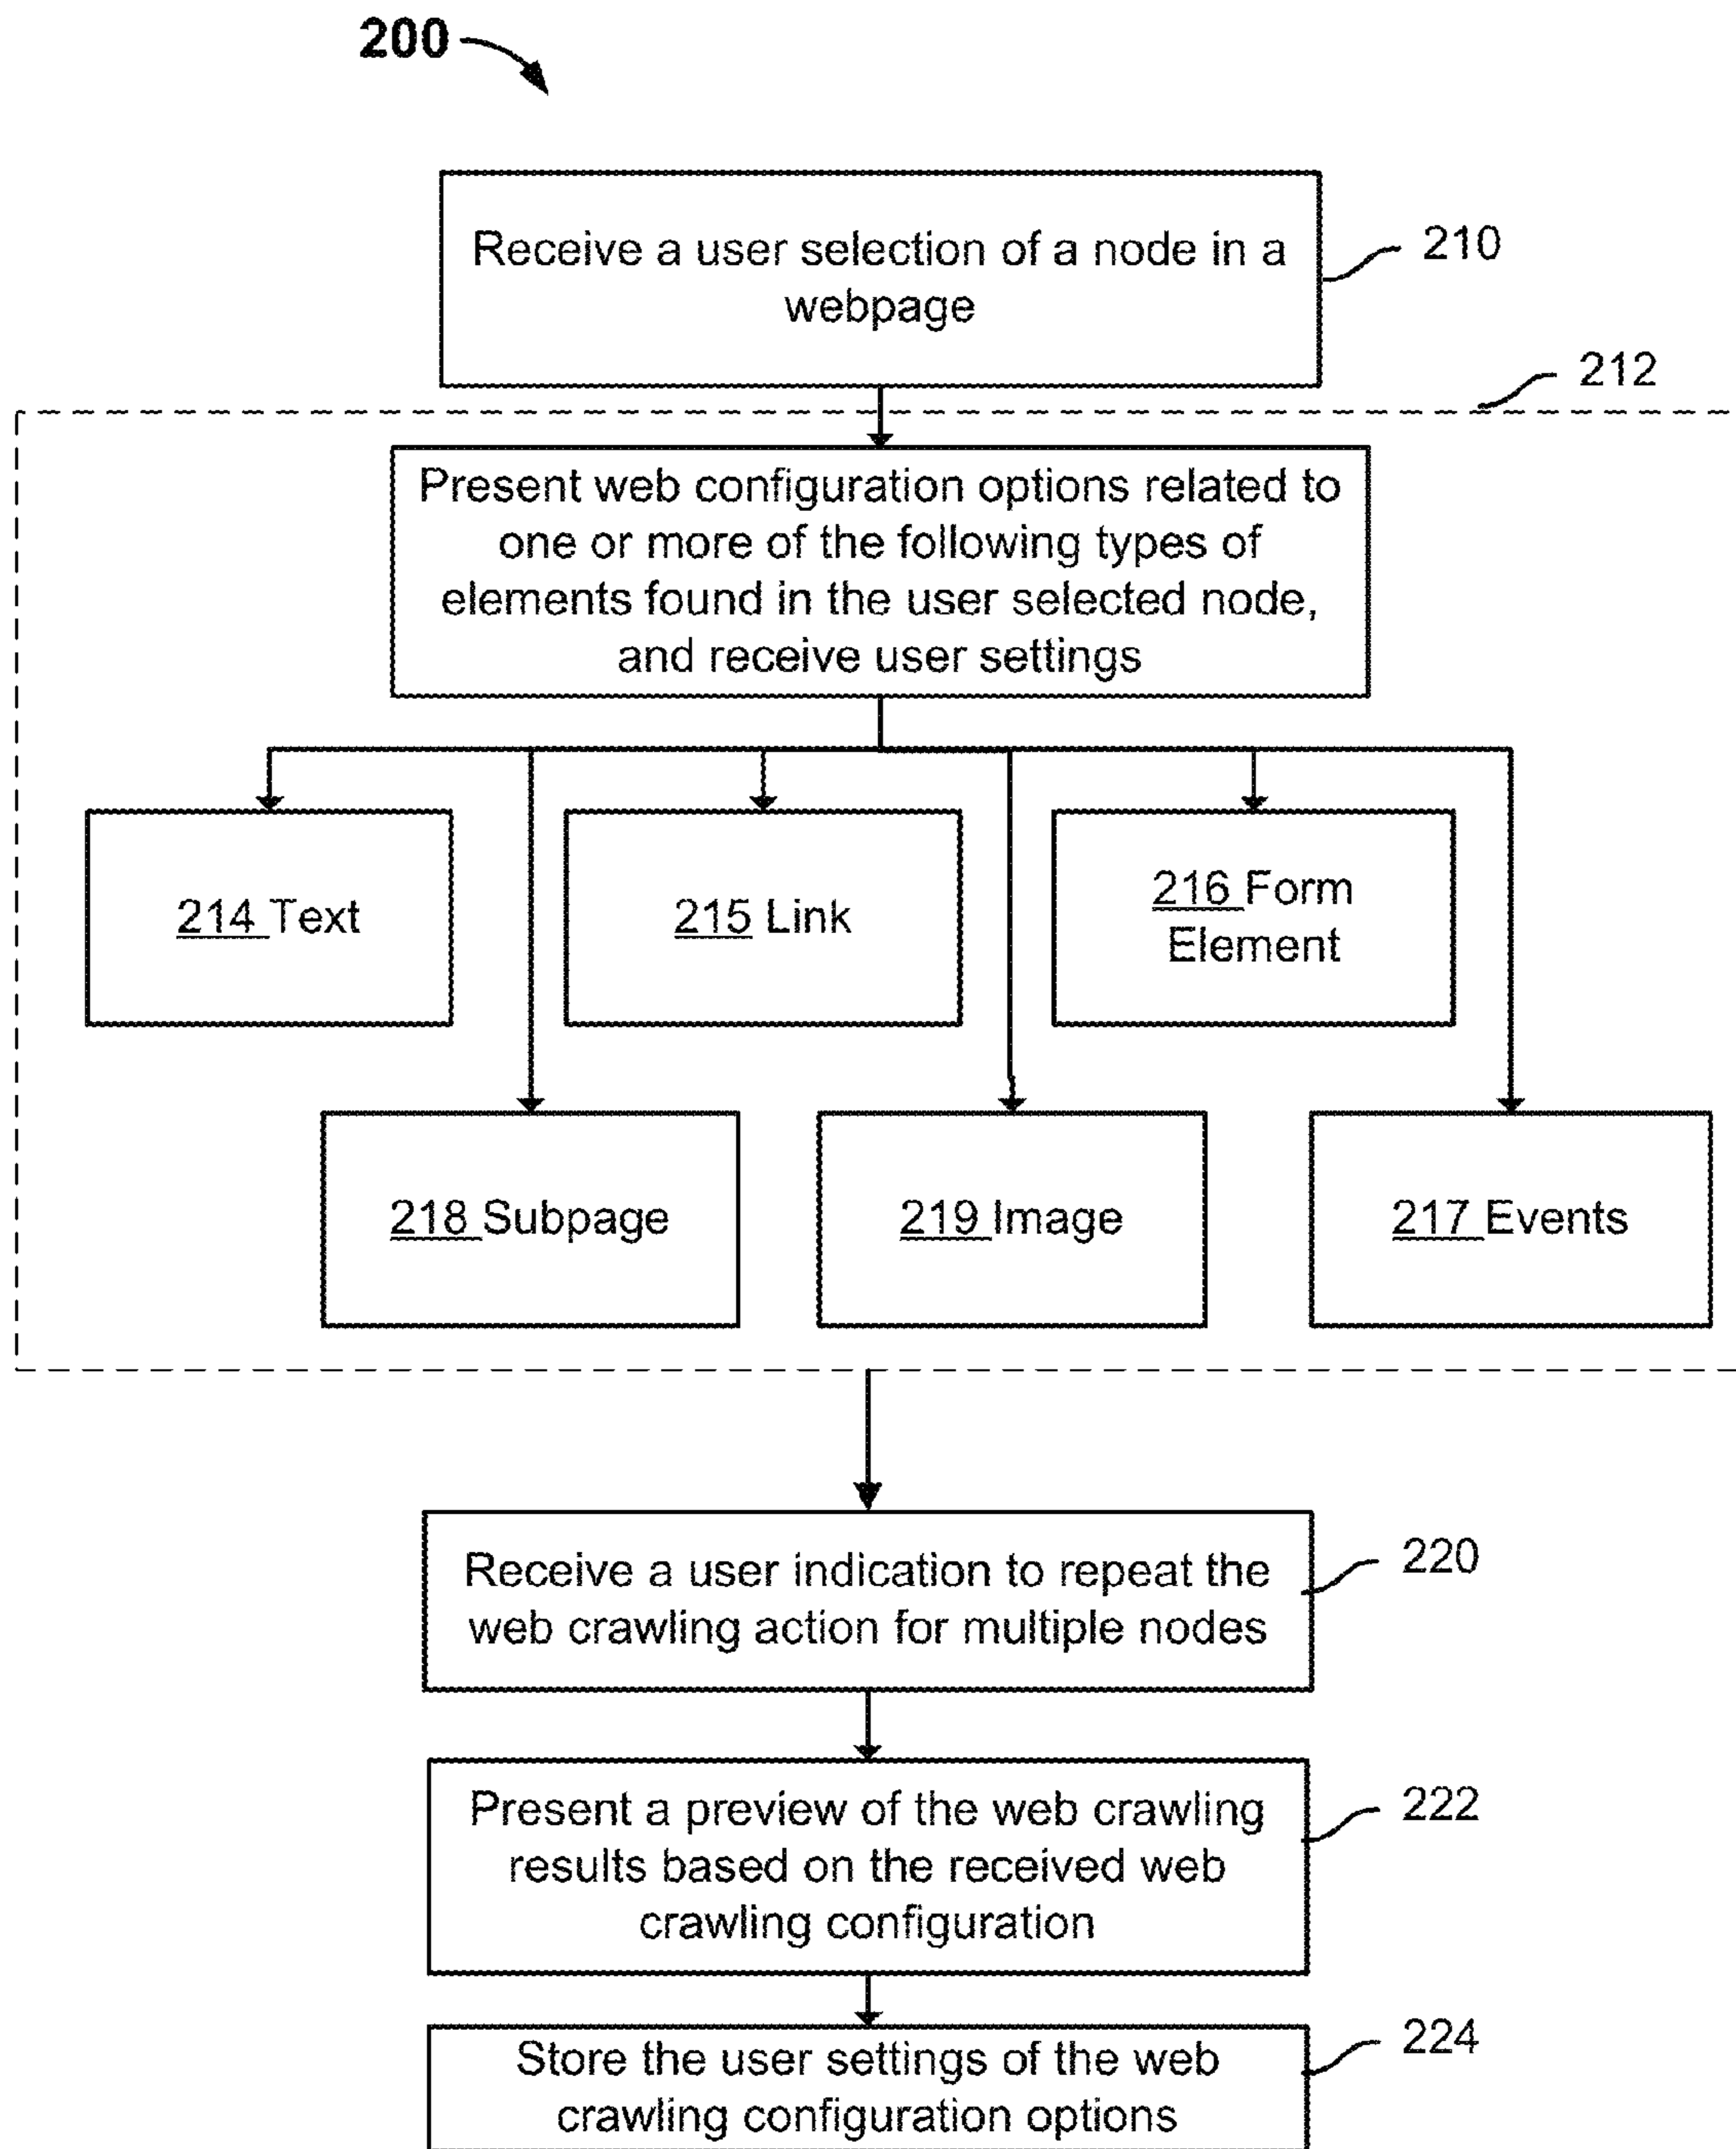 200
Receive a user selection of a node in a
webpage
210
212
Present web configuration options related to
one or more of the following types of
elements found in the user selected node,
and receive user settings
214 Text
215 Link
216 Form
Element
218 Subpage
219 Image
217 Events
Receive a user indication to repeat the
web crawling action for multiple nodes
220
Present a preview of the web crawling
results based on the received web
crawling configuration
222
Store the user settings of the web
crawling configuration options
224